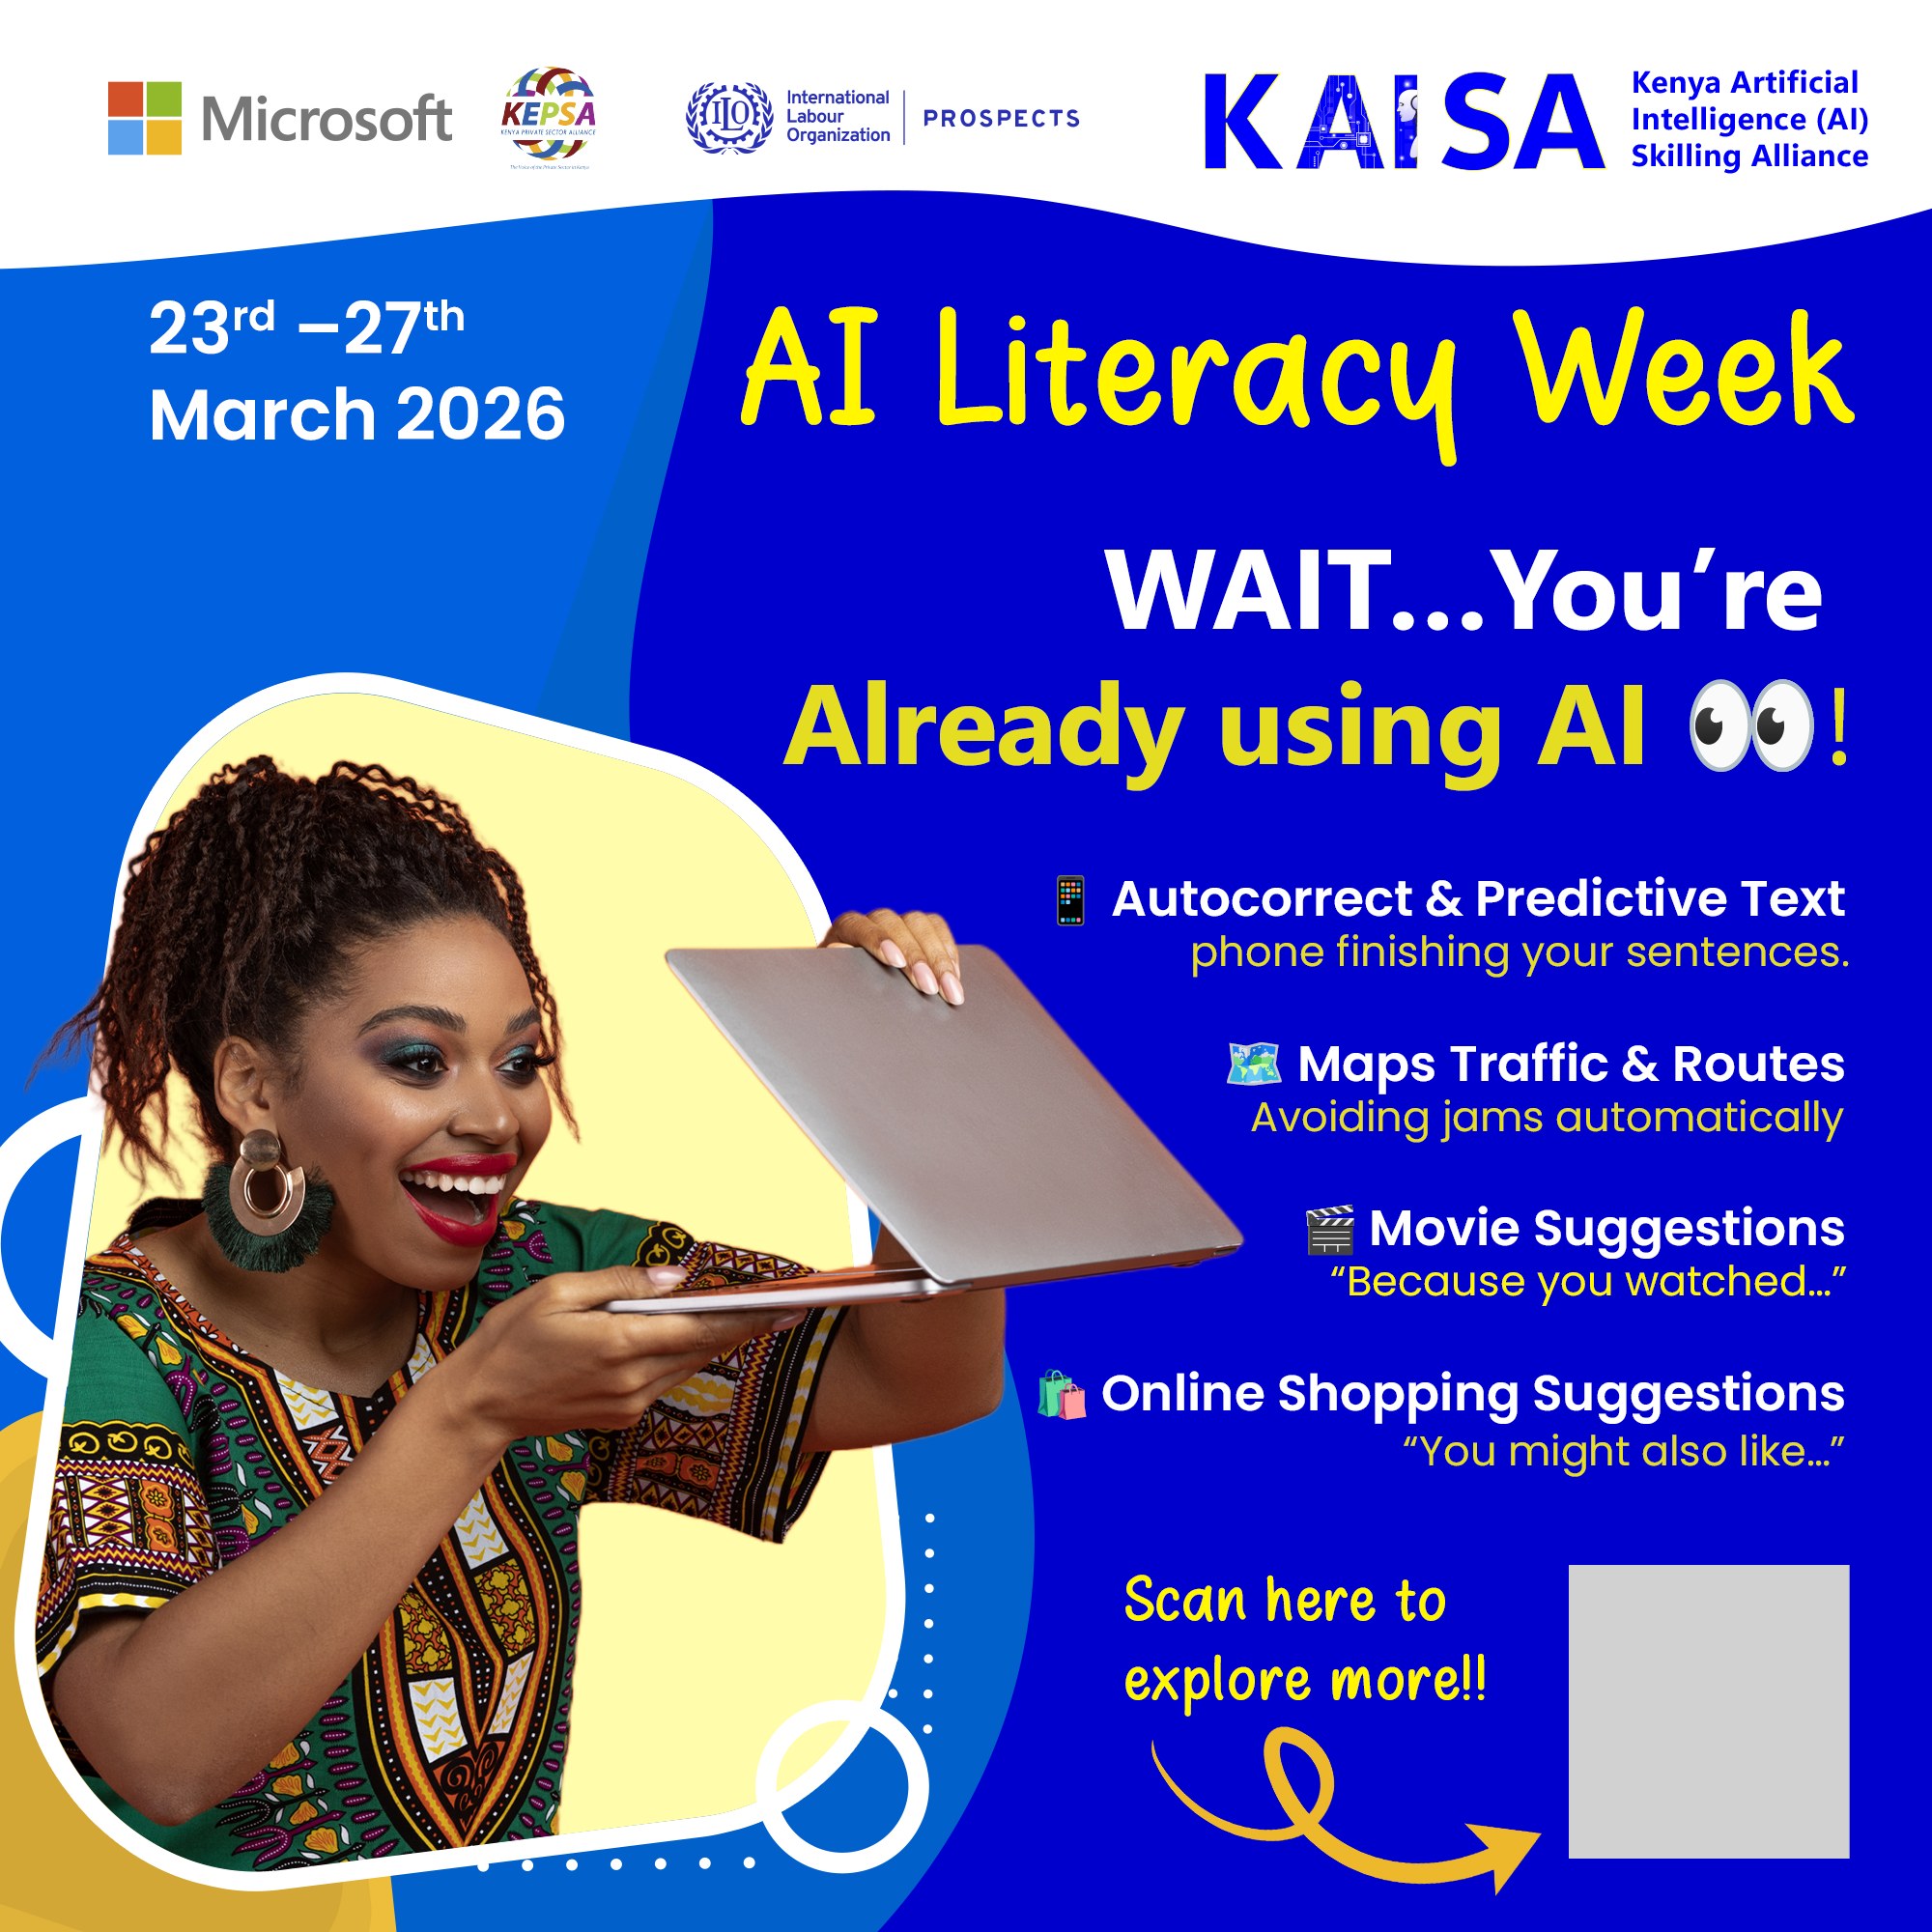 Microsoft
KEPSA
KENYA PRIVATE SECTOR ALLIANCE
ILO
International
Labour
Organization
PROSPECTS
KAISA
Kenya Artificial
Intelligence (AI)
Skilling Alliance
23rd –27th
March 2026
AI Literacy Week
WAIT...You’re
Already using AI 👀!
📱 Autocorrect & Predictive Text
phone finishing your sentences.
🗺️ Maps Traffic & Routes
Avoiding jams automatically
🎬 Movie Suggestions
“Because you watched...”
🛍️ Online Shopping Suggestions
“You might also like...”
Scan here to
explore more!!